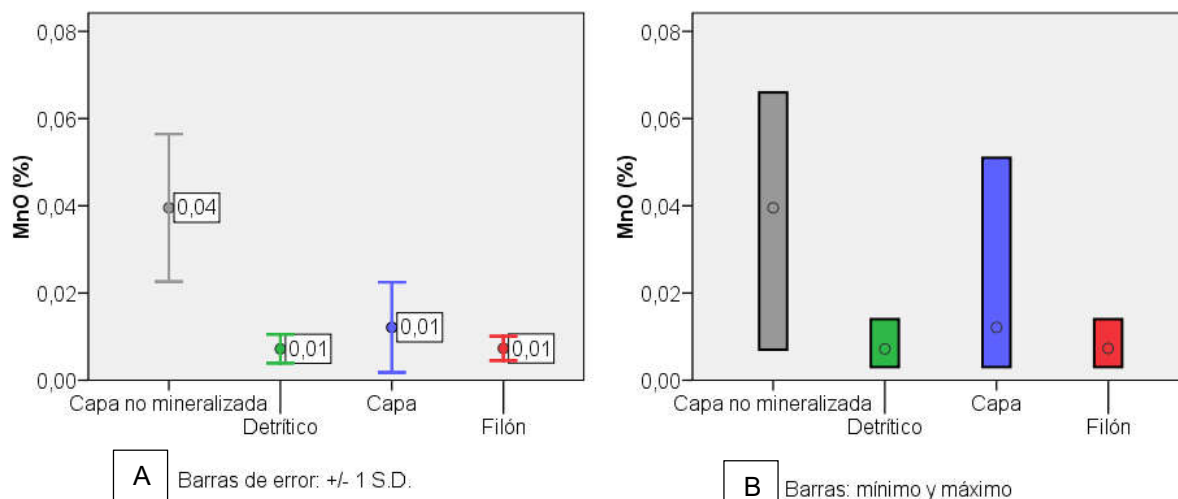 0,08
0,06
0,04
0,02
0,00
MnO (%)
0,04
0,01
0,01
0,01
Capa no mineralizada
Detrítico
Capa
Filón
A
Barras de error: +/- 1 S.D.
0,08
0,06
0,04
0,02
0,00
MnO (%)
Capa no mineralizada
Detrítico
Capa
Filón
B
Barras: mínimo y máximo